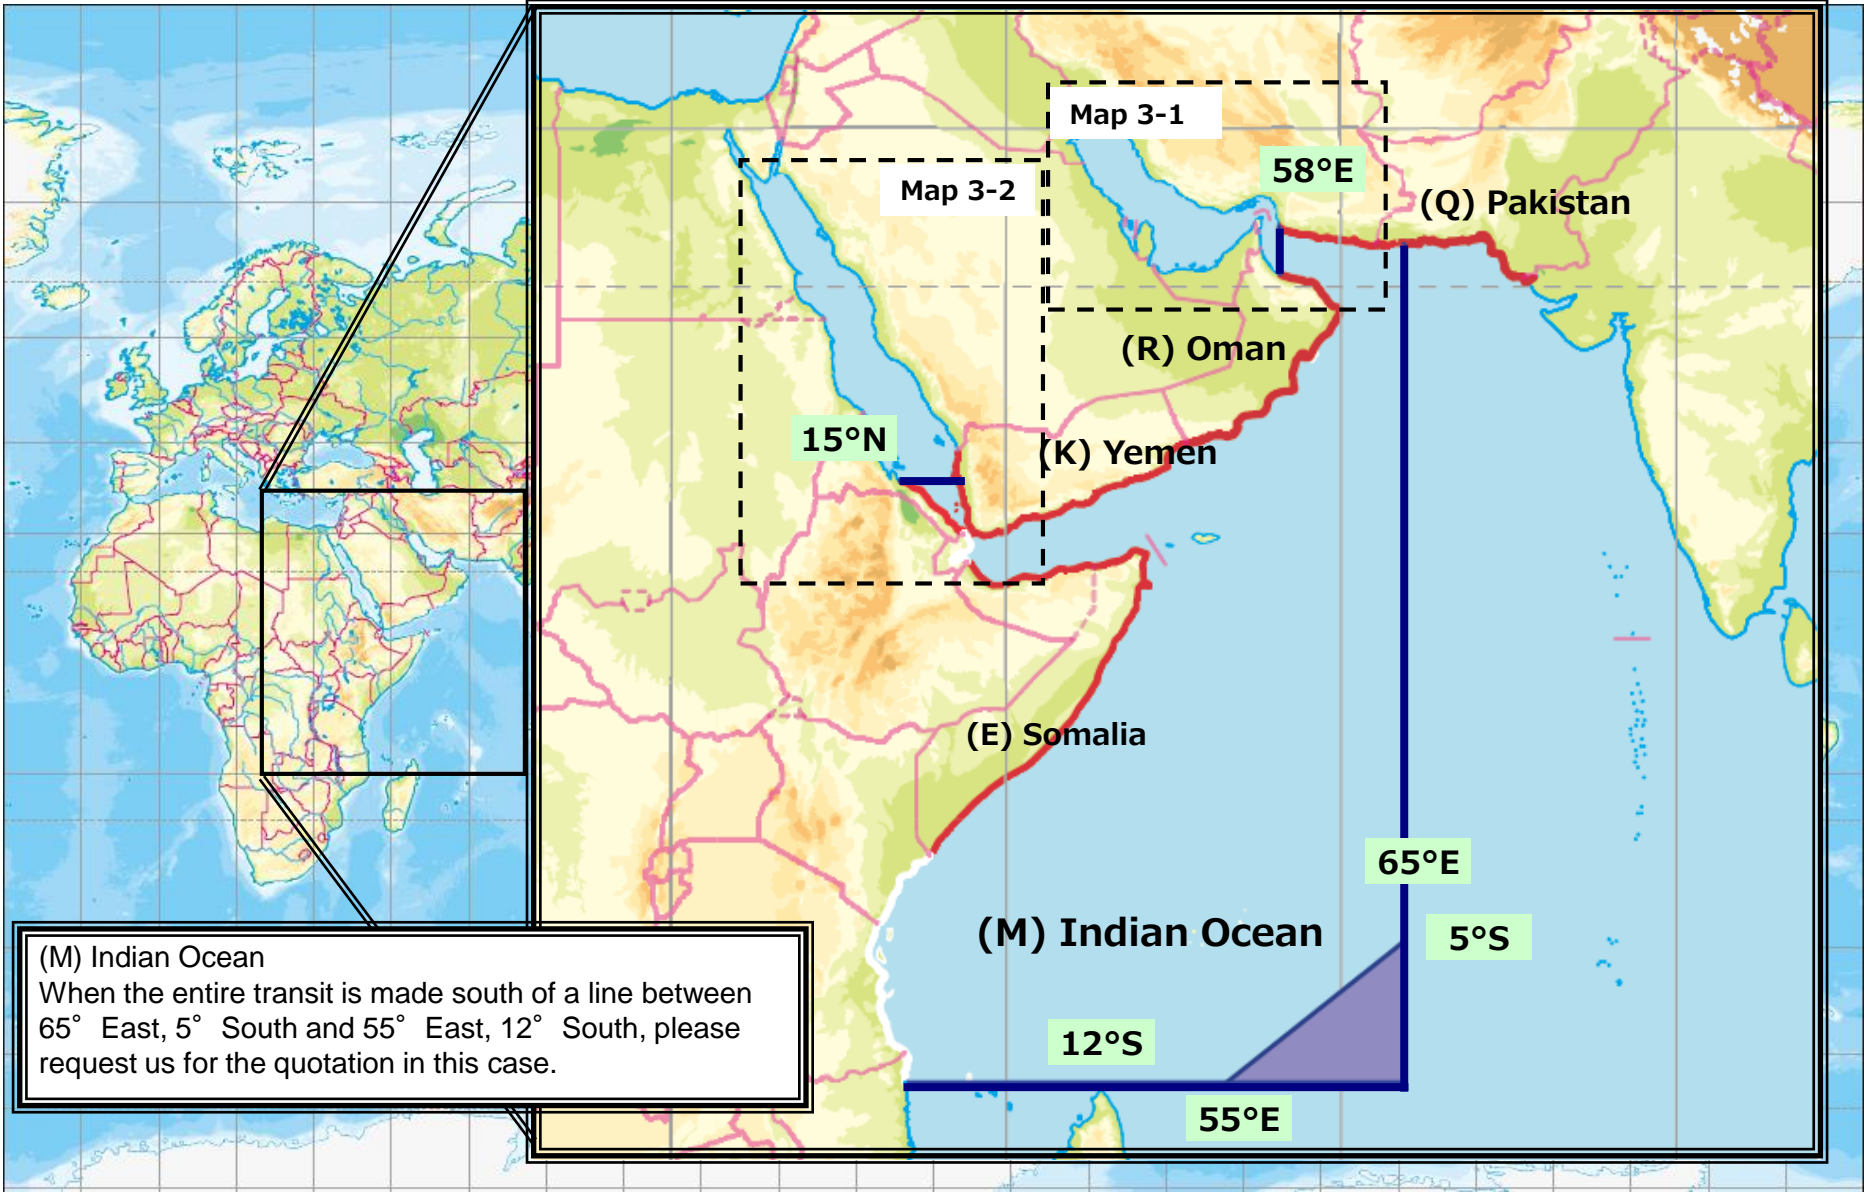 Map 3-1
58°E
Map 3-2
(Q) Pakistan
(R) Oman
15°N
(K) Yemen
(E) Somalia
65°E
(M) Indian Ocean
5°S
12°S
55°E
(M) Indian Ocean
When the entire transit is made south of a line between
65° East, 5° South and 55° East, 12° South, please
request us for the quotation in this case.